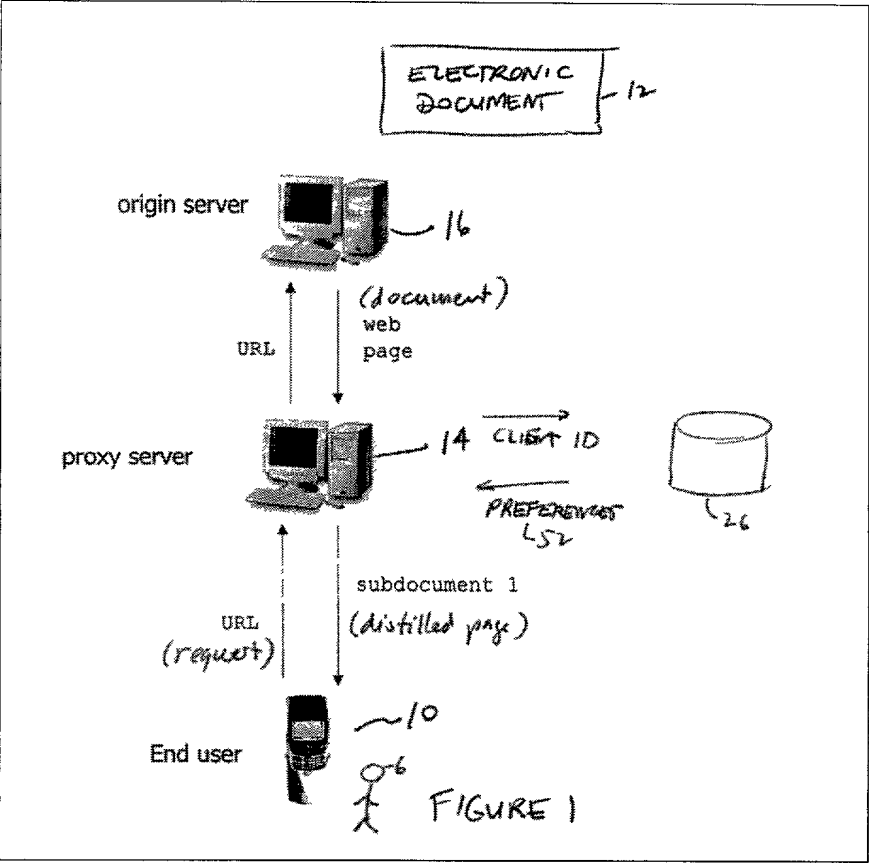 ELECTRONIC
DOCUMENT
12
origin server
16
(document)
web
page
URL
proxy server
14
CLIENT ID
PREFERENCES
52
26
subdocument 1
(distilled page)
URL
(request)
End user
10
6
FIGURE 1